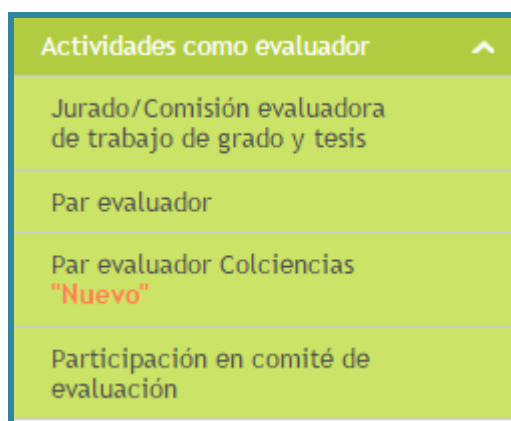 Actividades como evaluador
Jurado/Comisión evaluadora
de trabajo de grado y tesis
Par evaluador
Par evaluador Colciencias
"Nuevo"
Participación en comité de
evaluación